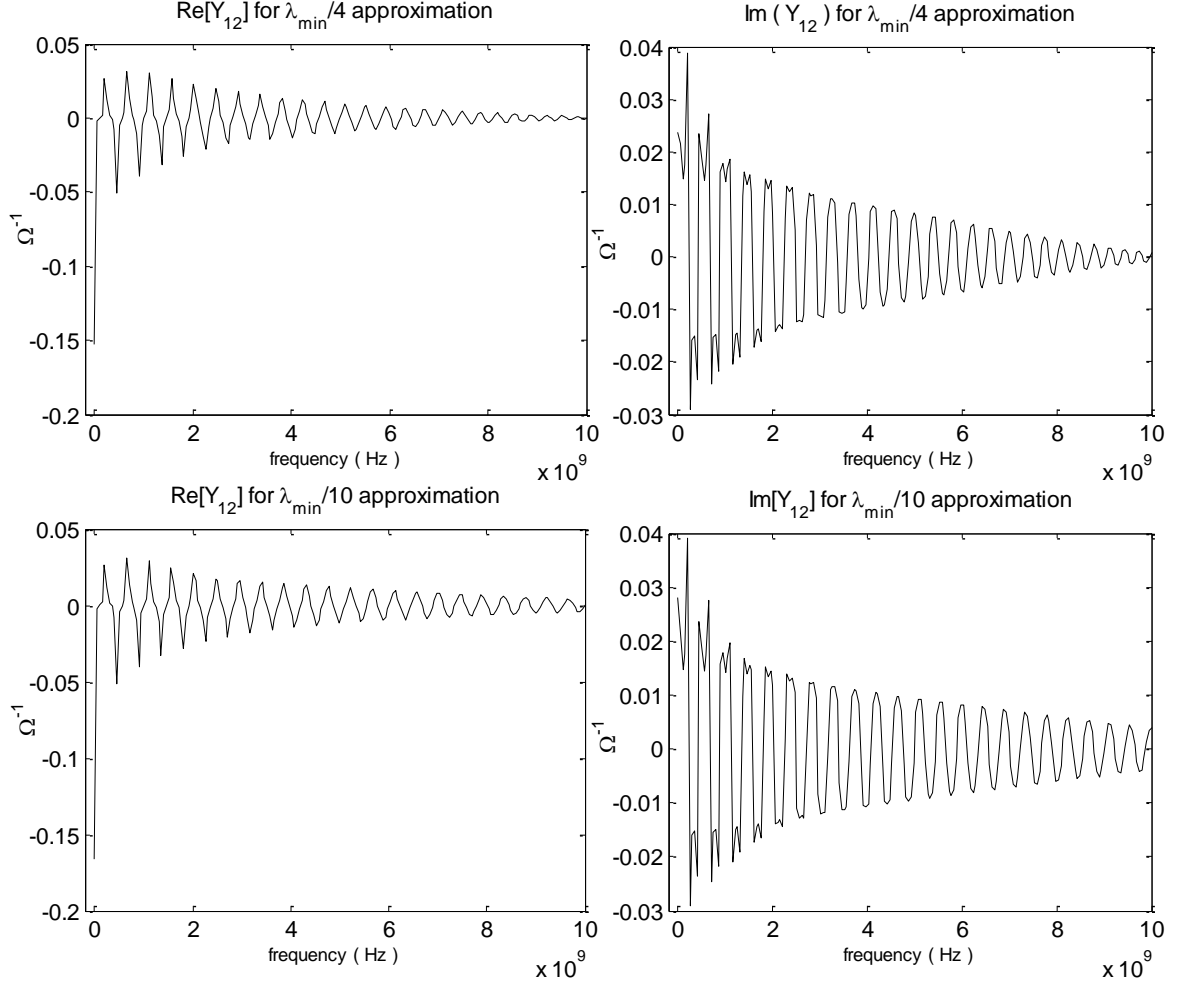 Re[Y12] for λmin/4 approximation
0.05
0
-0.05
-0.1
-0.15
-0.2
Ω-1
0 2 4 6 8 10
frequency ( Hz )
x 10^9
Im ( Y12 ) for λmin/4 approximation
0.04
0.03
0.02
0.01
0
-0.01
-0.02
-0.03
Ω-1
0 2 4 6 8 10
frequency ( Hz )
x 10^9
Re[Y12] for λmin/10 approximation
0.05
0
-0.05
-0.1
-0.15
-0.2
Ω-1
0 2 4 6 8 10
frequency ( Hz )
x 10^9
Im[Y12] for λmin/10 approximation
0.04
0.03
0.02
0.01
0
-0.01
-0.02
-0.03
Ω-1
0 2 4 6 8 10
frequency ( Hz )
x 10^9